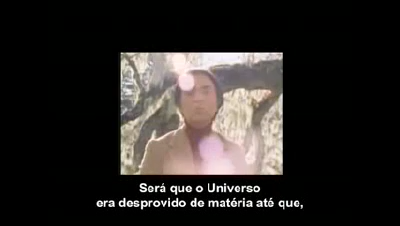 Será que o Universo
era desprovido de matéria até que,